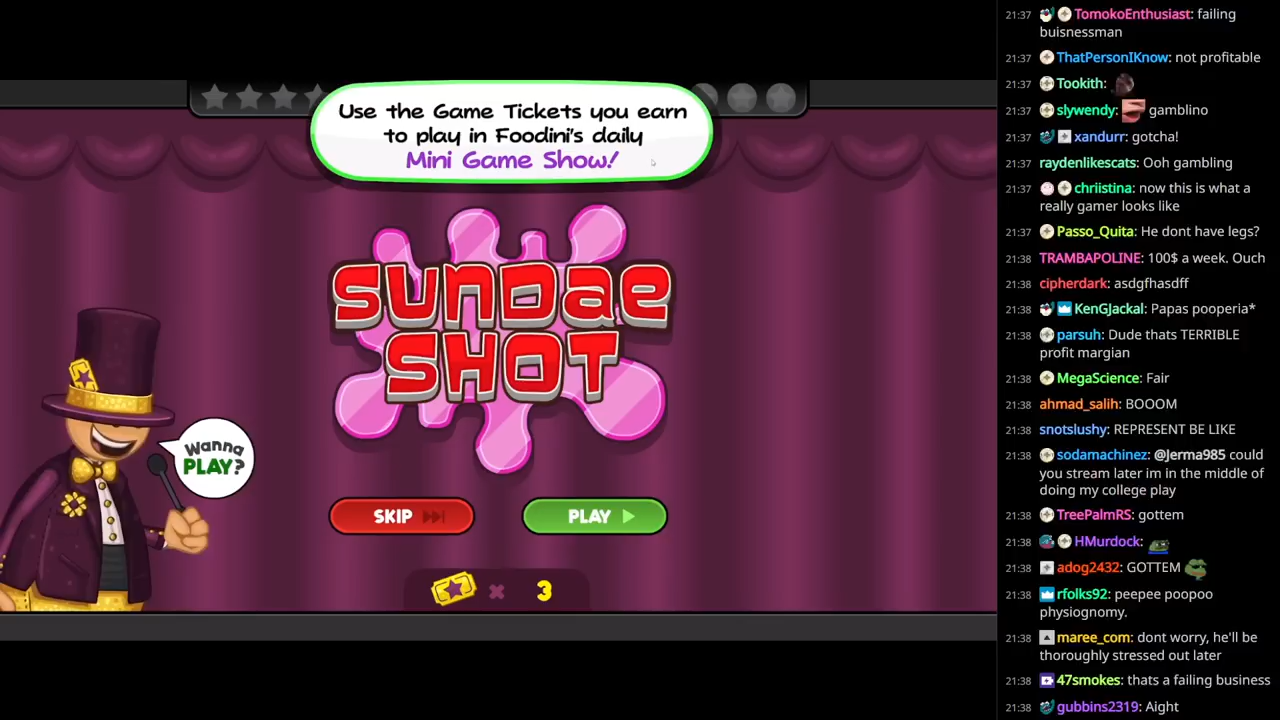 Use the Game Tickets you earn
to play in Foodini's daily
Mini Game Show!
SUNDAE
SHOT
Wanna
PLAY?
SKIP
PLAY
× 3
21:37 TomokoEnthusiast: failing
buisnessman
21:37 ThatPersonIKnow: not profitable
21:37 Tookith:
21:37 slywendy: gamblino
21:37 xandurr: gotcha!
21:37 raydenlikescats: Ooh gambling
21:37 chriistina: now this is what a
really gamer looks like
21:37 Passo_Quita: He dont have legs?
21:38 TRAMBAPOLINE: 100$ a week. Ouch
21:38 cipherdark: asdgfhasdff
21:38 KenGJackal: Papas pooperia*
21:38 parsuh: Dude thats TERRIBLE
profit margian
21:38 MegaScience: Fair
21:38 ahmad_salih: BOOOM
21:38 snotslushy: REPRESENT BE LIKE
21:38 sodamachinez: @Jerma985 could
you stream later im in the middle of
doing my college play
21:38 TreePalmRS: gottem
21:38 HMurdock:
21:38 adog2432: GOTTEM
21:38 rfolks92: peepee poopoo
physiognomy.
21:38 maree_com: dont worry, he'll be
thoroughly stressed out later
21:38 47smokes: thats a failing business
21:38 gubbins2319: Aight